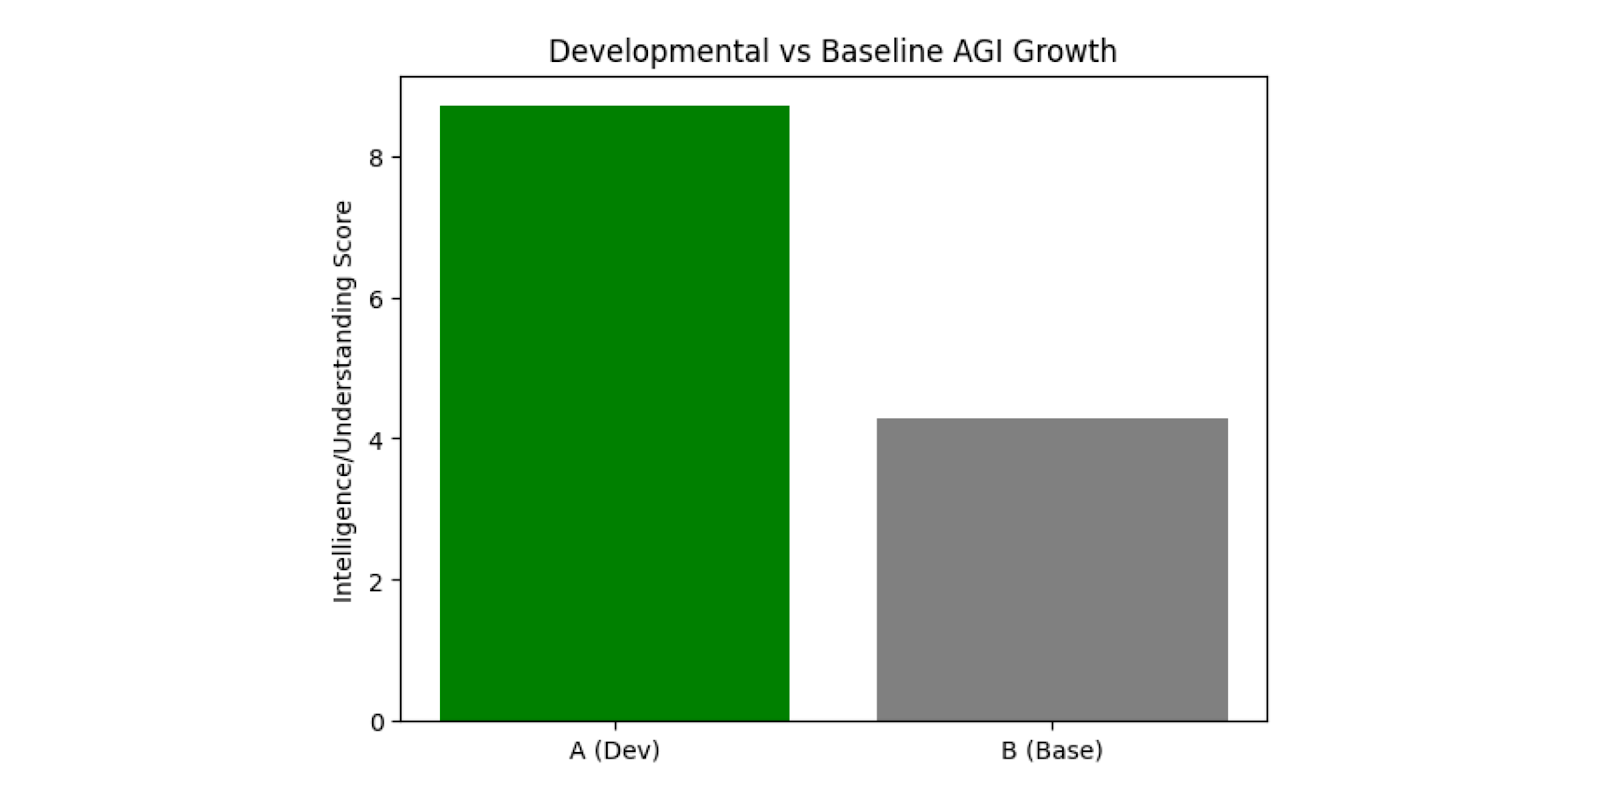 Developmental vs Baseline AGI Growth
Intelligence/Understanding Score
8
6
4
2
0
A (Dev)
B (Base)